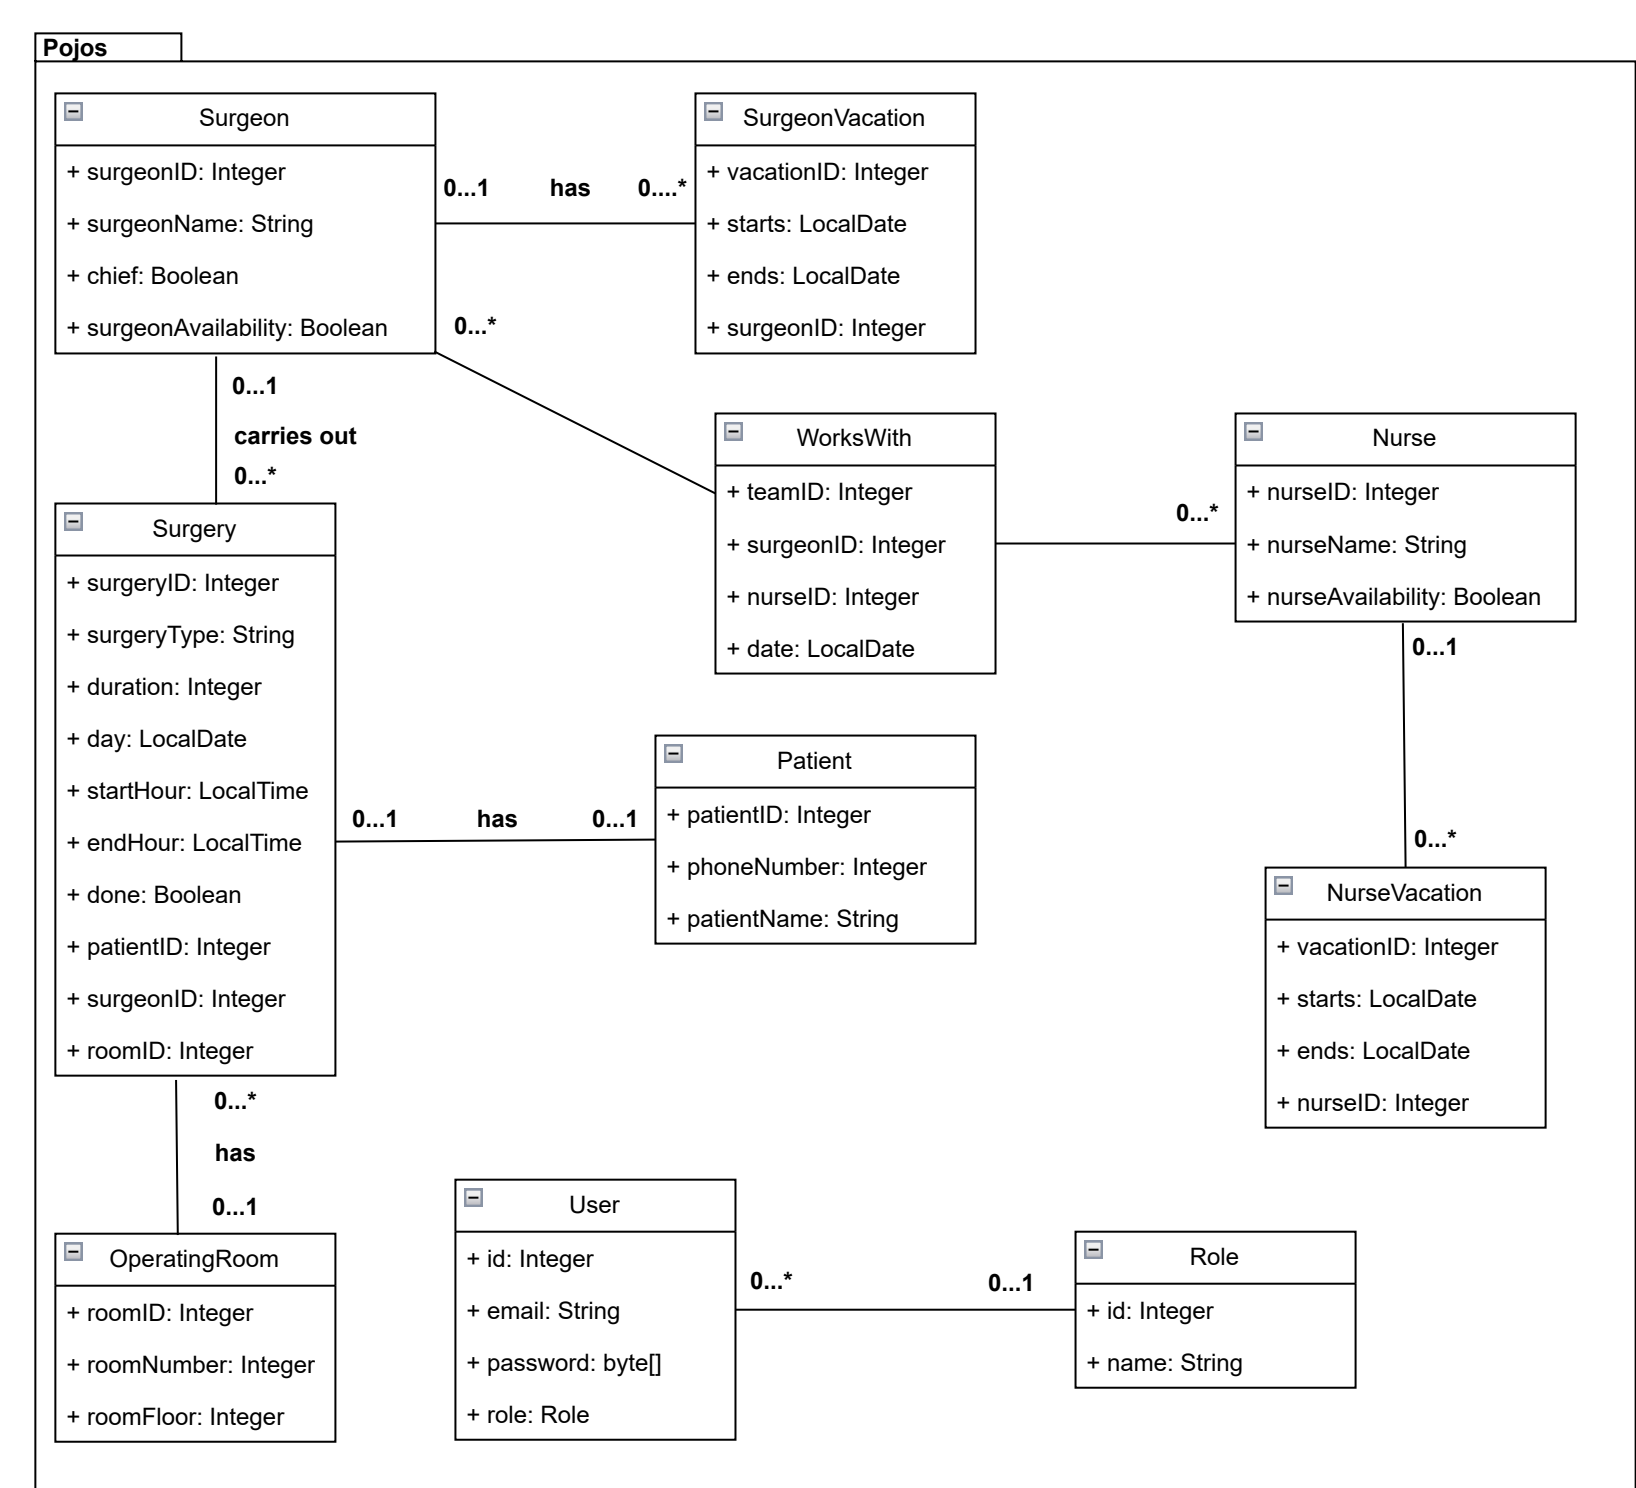 Pojos
Surgeon
+ surgeonID: Integer
+ surgeonName: String
+ chief: Boolean
+ surgeonAvailability: Boolean
0...1 has 0....*
SurgeonVacation
+ vacationID: Integer
+ starts: LocalDate
+ ends: LocalDate
+ surgeonID: Integer
0...*
0...1
carries out
0...*
WorksWith
+ teamID: Integer
+ surgeonID: Integer
+ nurseID: Integer
+ date: LocalDate
0...*
Nurse
+ nurseID: Integer
+ nurseName: String
+ nurseAvailability: Boolean
0...1
0...*
Surgery
+ surgeryID: Integer
+ surgeryType: String
+ duration: Integer
+ day: LocalDate
+ startHour: LocalTime
+ endHour: LocalTime
+ done: Boolean
+ patientID: Integer
+ surgeonID: Integer
+ roomID: Integer
0...1 has 0...1
Patient
+ patientID: Integer
+ phoneNumber: Integer
+ patientName: String
NurseVacation
+ vacationID: Integer
+ starts: LocalDate
+ ends: LocalDate
+ nurseID: Integer
0...*
has
0...1
OperatingRoom
+ roomID: Integer
+ roomNumber: Integer
+ roomFloor: Integer
User
+ id: Integer
+ email: String
+ password: byte[]
+ role: Role
0...* 0...1
Role
+ id: Integer
+ name: String